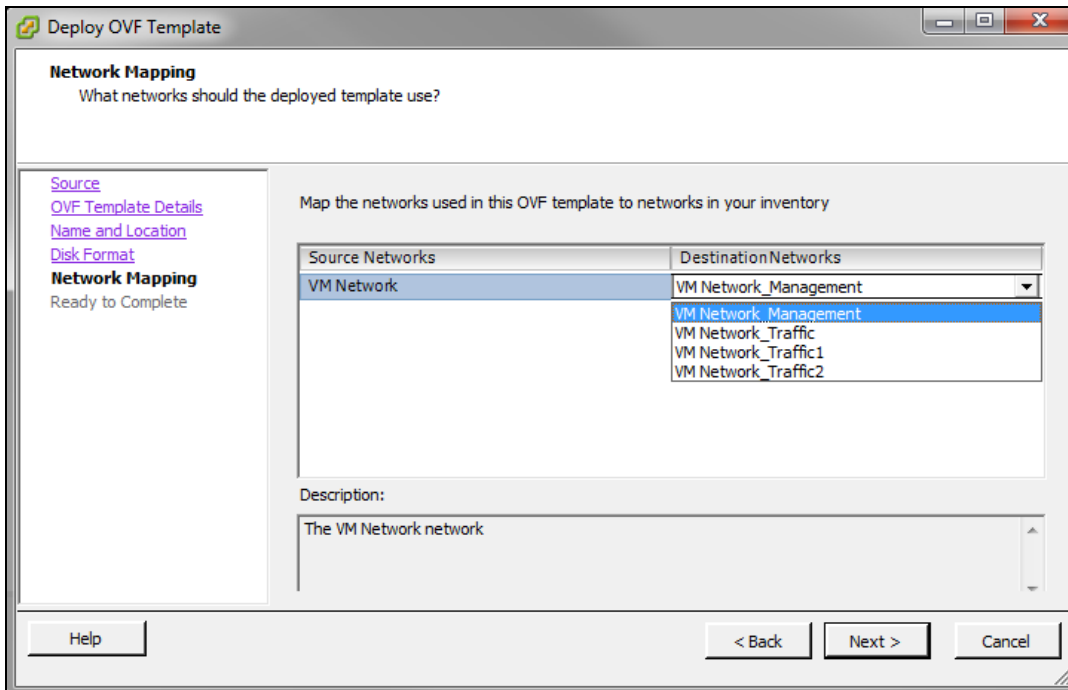 Deploy OVF Template
Network Mapping
What networks should the deployed template use?
Source
OVF Template Details
Name and Location
Disk Format
Network Mapping
Ready to Complete
Map the networks used in this OVF template to networks in your inventory
Source Networks DestinationNetworks
VM Network VM Network_Management
VM Network_Management
VM Network_Traffic
VM Network_Traffic1
VM Network_Traffic2
Description:
The VM Network network
Help < Back Next > Cancel